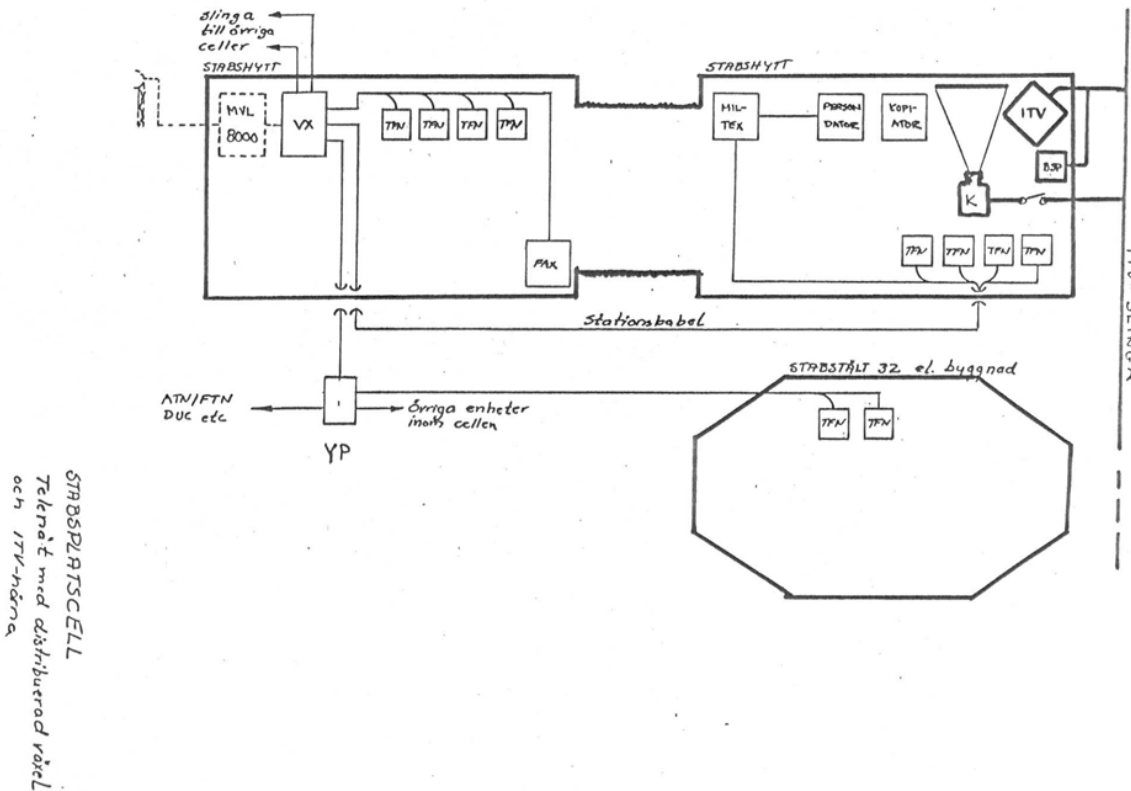 slinga
till övriga
celler
STABSHYTT
STABSHYTT
MVL
8000
VX
TFN
TFN
TFN
TFN
FAX
MIL-
TEX
PERSON
DATOR
KOPI-
ATOR
ITV
BSP
K
TFN
TFN
TFN
TFN
Stationskabel
STABSTÄLT 32 el. byggnad
TFN
TFN
ATN/FTN
DUC etc
övriga enheter
inom cellen
YP
STABSPLATSCELL
Telenät med distribuerad växel
och ITV-hörna